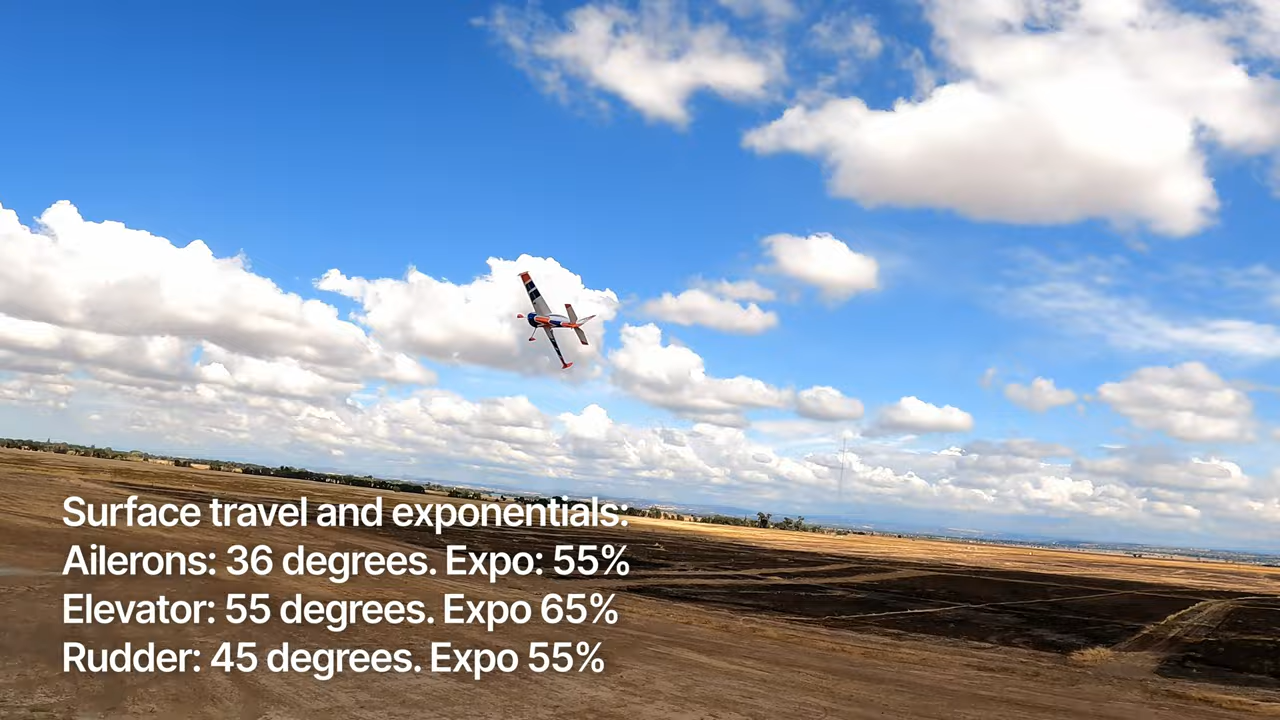 Surface travel and exponentials:
Ailerons: 36 degrees. Expo: 55%
Elevator: 55 degrees. Expo 65%
Rudder: 45 degrees. Expo 55%